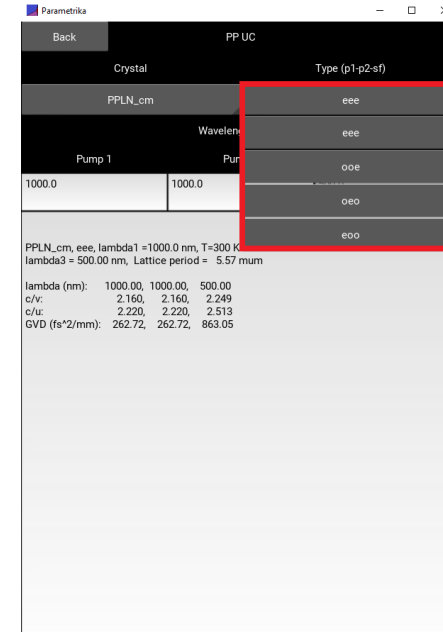 Parametrika
Back PP UC
Crystal Type (p1-p2-sf)
PPLN_cm eee
eee
ooe
oeo
eoo
Pump 1
1000.0 1000.0
PPLN_cm, eee, lambda1 =1000.0 nm, T=300 K
lambda3 = 500.00 nm, Lattice period = 5.57 mum
lambda (nm): 1000.00, 1000.00, 500.00
c/v: 2.160, 2.160, 2.249
c/u: 2.220, 2.220, 2.513
GVD (fs^2/mm): 262.72, 262.72, 863.05